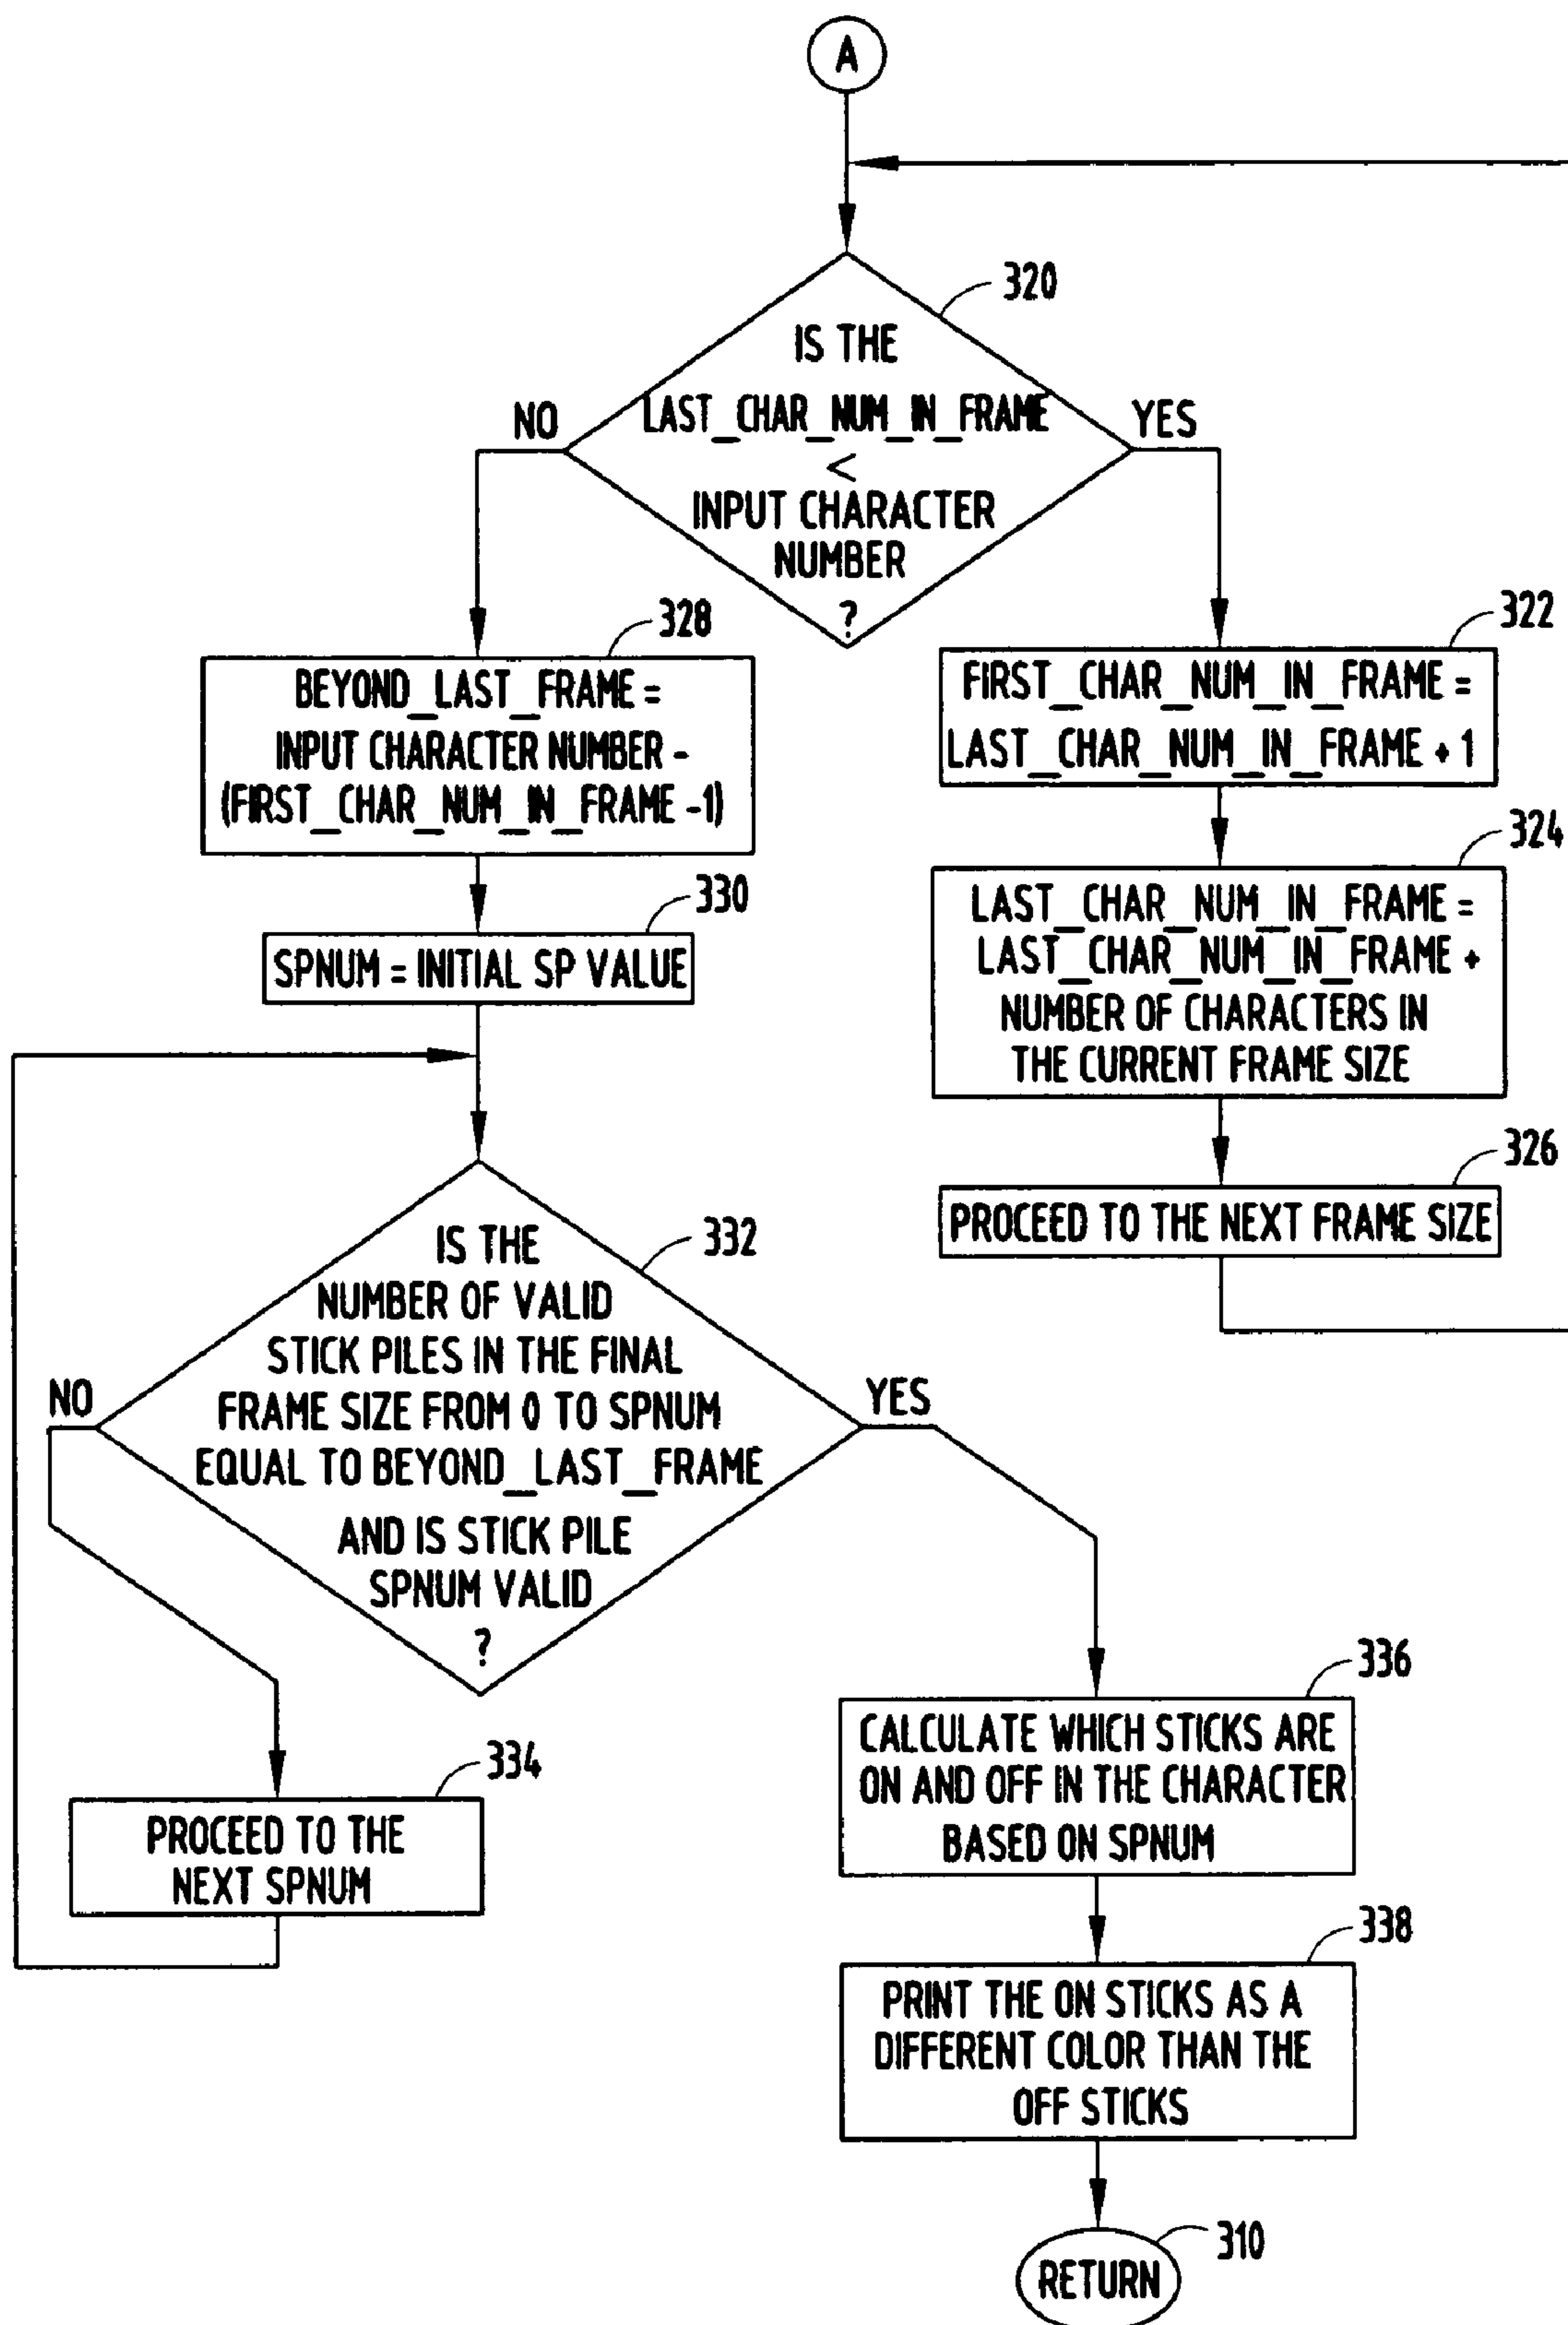 A
320
IS THE
LAST_CHAR_NUM_IN_FRAME
<
INPUT CHARACTER
NUMBER
?
NO
YES
328
BEYOND_LAST_FRAME =
INPUT CHARACTER NUMBER -
(FIRST_CHAR_NUM_IN_FRAME -1)
322
FIRST_CHAR_NUM_IN_FRAME =
LAST_CHAR_NUM_IN_FRAME + 1
324
LAST_CHAR_NUM_IN_FRAME =
LAST_CHAR_NUM_IN_FRAME +
NUMBER OF CHARACTERS IN
THE CURRENT FRAME SIZE
326
PROCEED TO THE NEXT FRAME SIZE
330
SPNUM = INITIAL SP VALUE
332
IS THE
NUMBER OF VALID
STICK PILES IN THE FINAL
FRAME SIZE FROM 0 TO SPNUM
EQUAL TO BEYOND_LAST_FRAME
AND IS STICK PILE
SPNUM VALID
?
NO
YES
334
PROCEED TO THE
NEXT SPNUM
336
CALCULATE WHICH STICKS ARE
ON AND OFF IN THE CHARACTER
BASED ON SPNUM
338
PRINT THE ON STICKS AS A
DIFFERENT COLOR THAN THE
OFF STICKS
310
RETURN